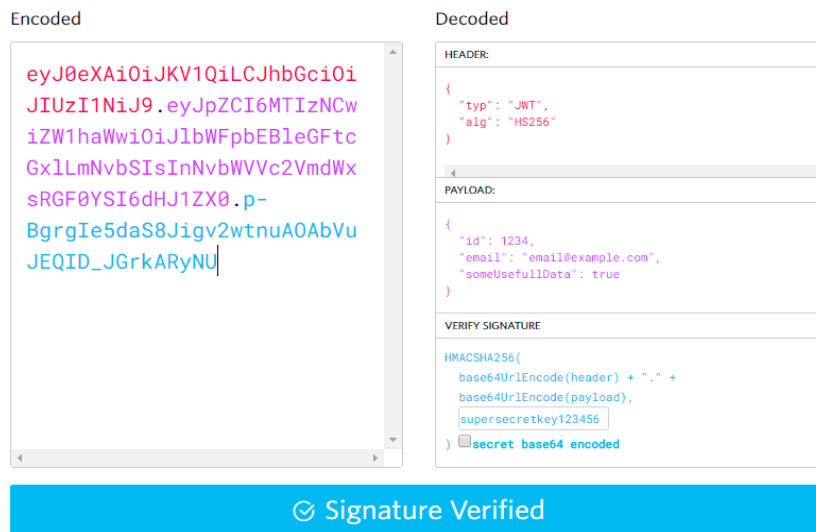 Encoded
eyJ0eXAiOiJKV1QiLCJhbGciOi
JIUzI1NiJ9.eyJpZCI6MTIzNCw
iZW1haWwiOiJlbWFpbEBleGFtc
GxlLmNvbSIsInNvbWVVc2VmdWx
sRGF0YSI6dHJ1ZX0.p-
BgrgIe5daS8Jigv2wtnuAOAbVu
JEQID_JGrkARyNU
Decoded
HEADER:
{
"typ": "JWT",
"alg": "HS256"
}
PAYLOAD:
{
"id": 1234,
"email": "email@example.com",
"someUsefullData": true
}
VERIFY SIGNATURE
HMACSHA256(
base64UrlEncode(header) + "." +
base64UrlEncode(payload),
supersecretkey123456
) secret base64 encoded
Signature Verified